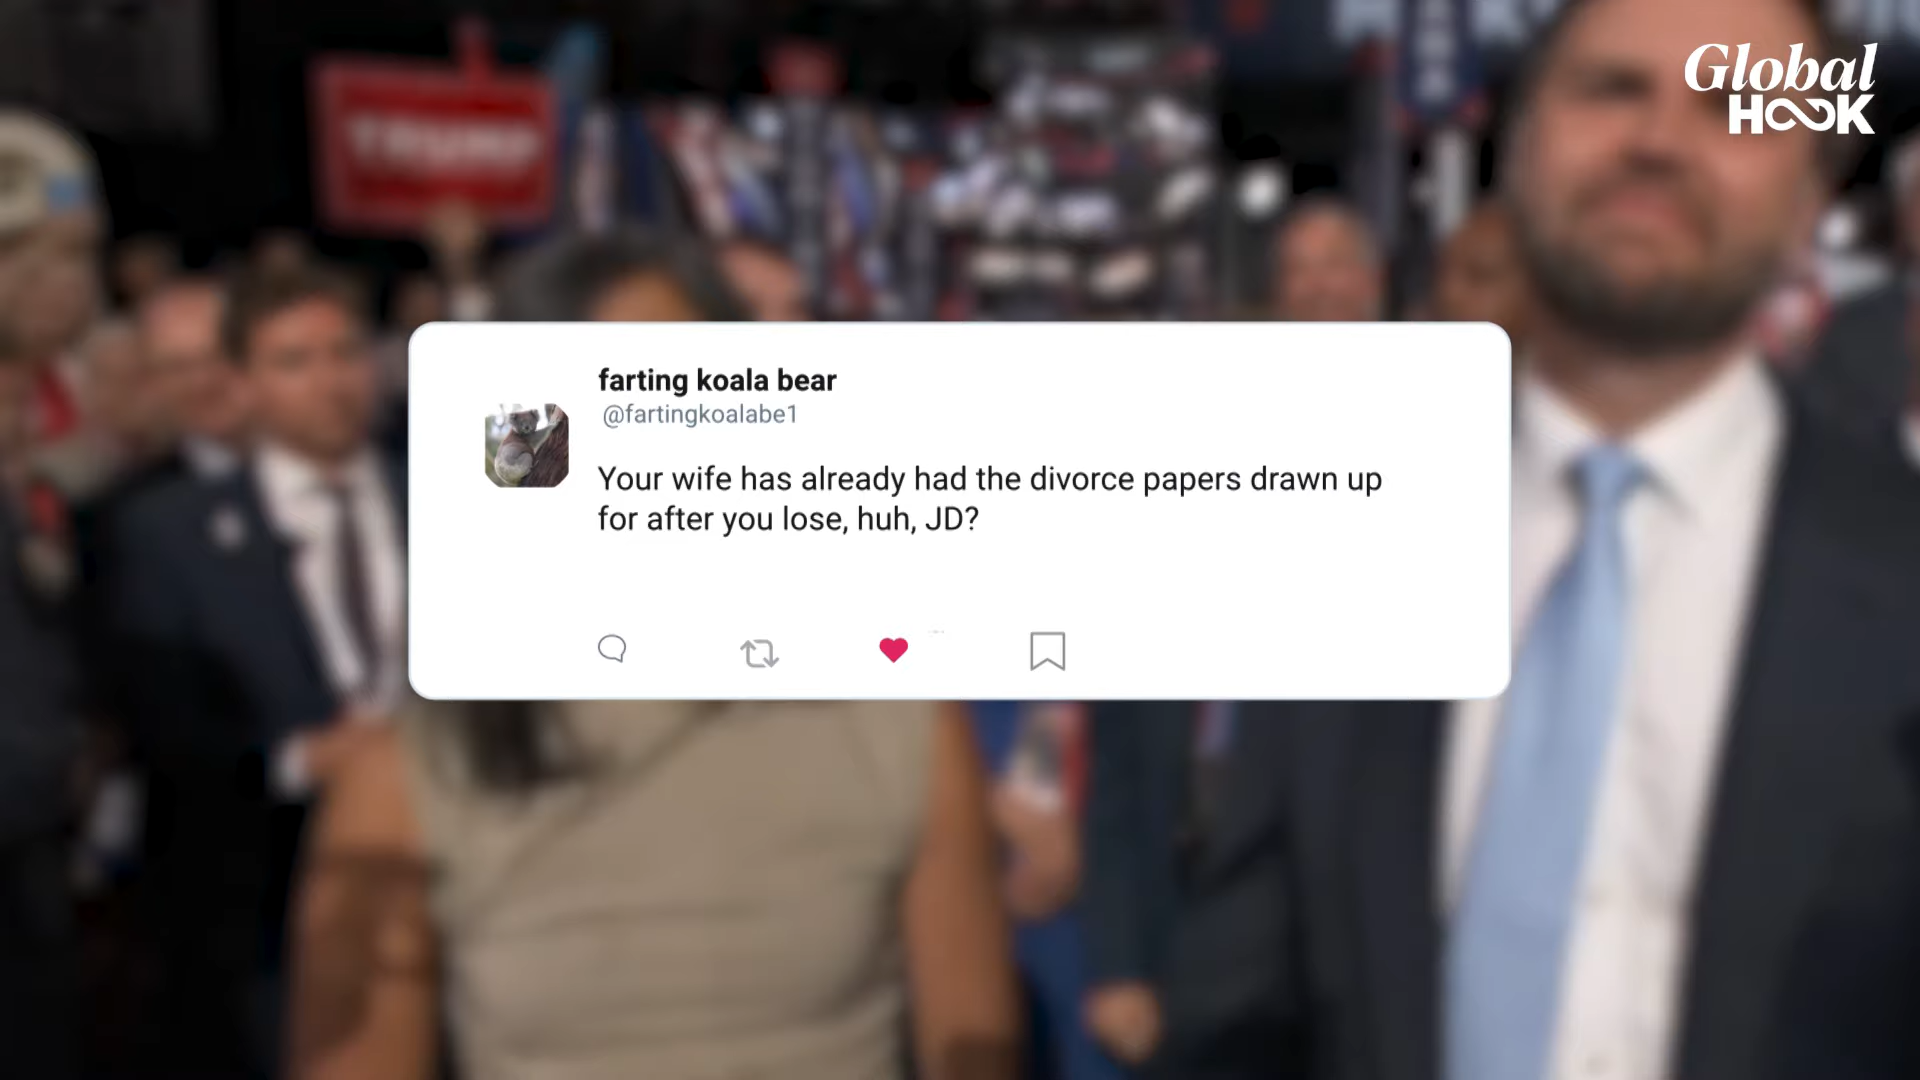 Global
HOOK
TRUMP
farting koala bear
@fartingkoalabe1
Your wife has already had the divorce papers drawn up
for after you lose, huh, JD?